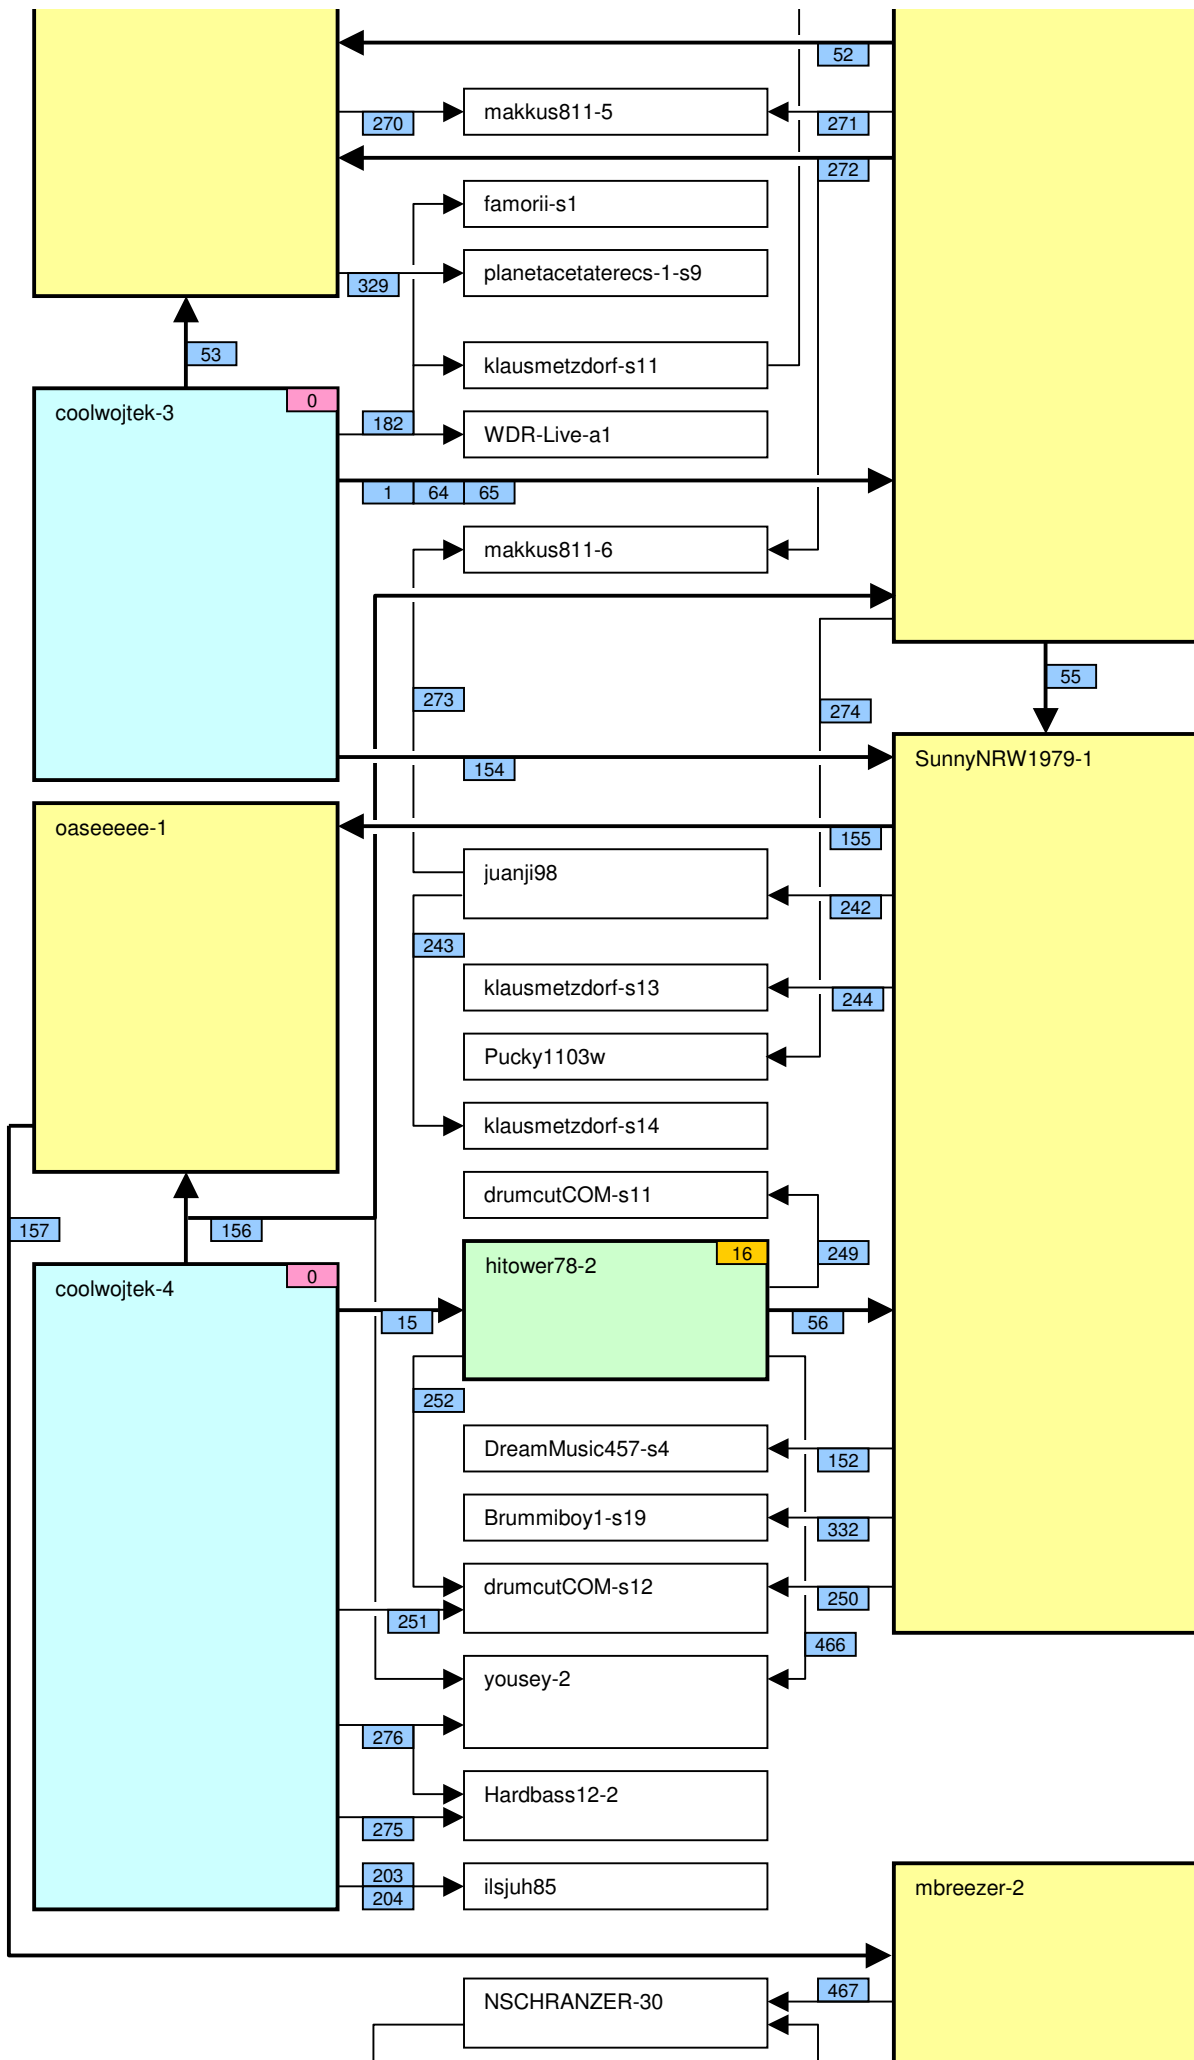 52
makkus811-5
270
271
272
famorii-s1
planetacetaterecs-1-s9
329
53
klausmetzdorf-s11
coolwojtek-3
0
182
WDR-Live-a1
1
64
65
makkus811-6
55
273
274
154
SunnyNRW1979-1
oaseeeee-1
155
juanji98
242
243
klausmetzdorf-s13
244
Pucky1103w
klausmetzdorf-s14
drumcutCOM-s11
157
156
249
hitower78-2
16
coolwojtek-4
0
15
56
252
DreamMusic457-s4
152
Brummiboy1-s19
332
drumcutCOM-s12
250
251
466
yousey-2
276
Hardbass12-2
275
203
ilsjuh85
204
mbreezer-2
467
NSCHRANZER-30